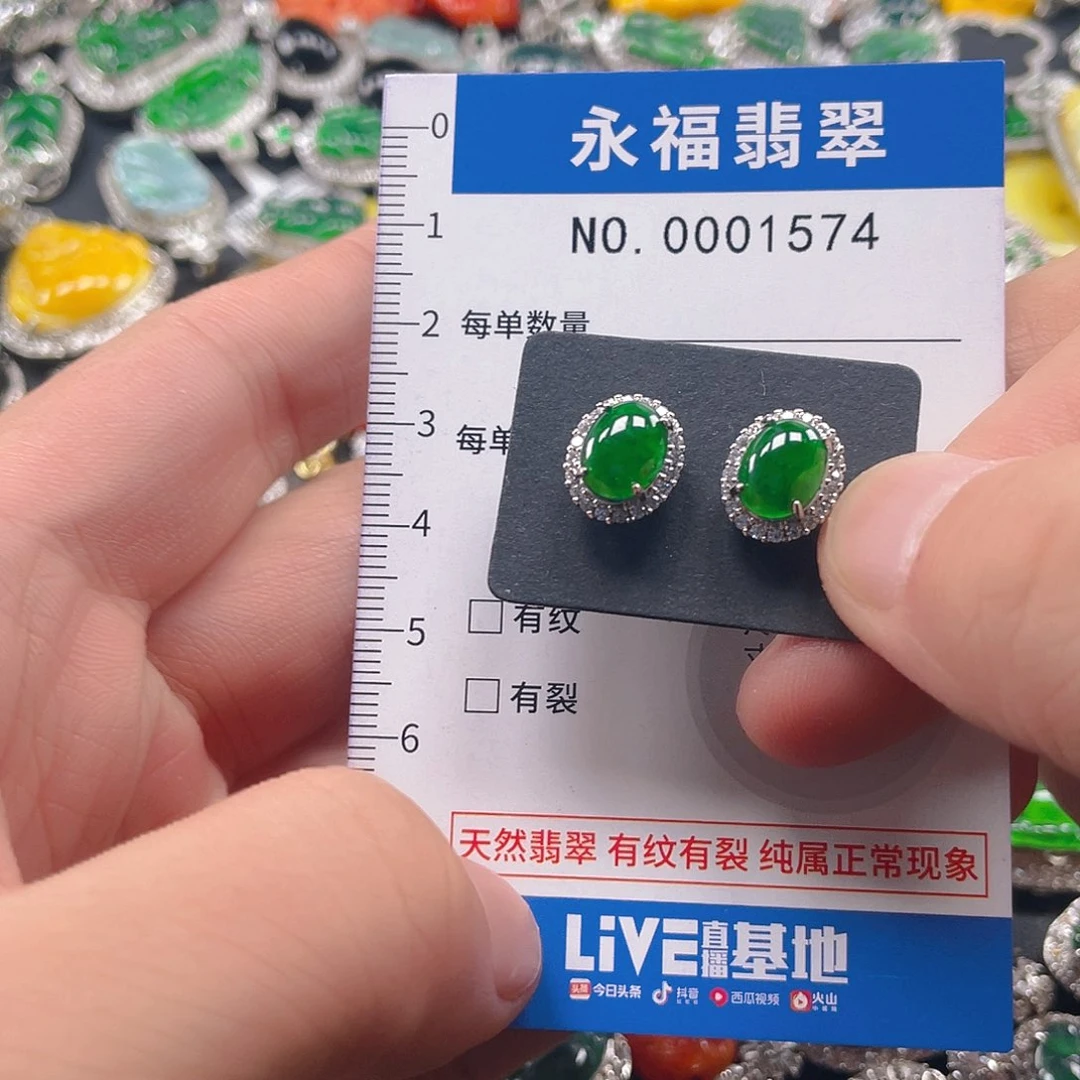 永福翡翠
NO. 0001574
0
1
2
每单数量
3
每单
4
有纹
5
有裂
6
天然翡翠 有纹有裂 纯属正常现象
LiVE直播基地
头条 今日头条 抖音 西瓜视频 火山